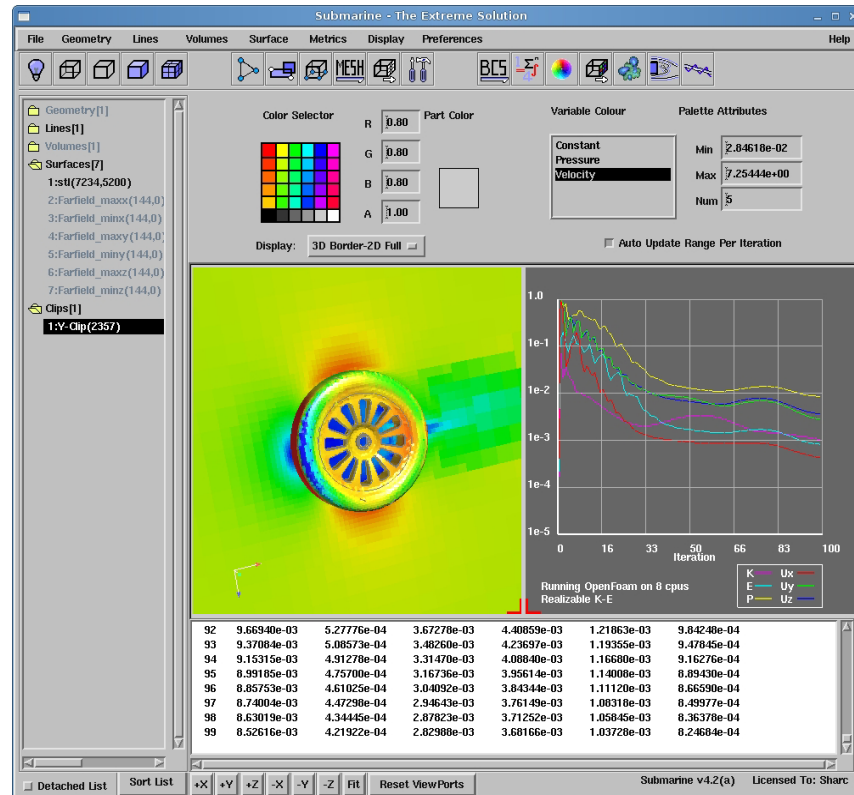 Submarine - The Extreme Solution
File Geometry Lines Volumes Surface Metrics Display Preferences Help
MESH BCS
Geometry[1]
Lines[1]
Volumes[1]
Surfaces[7]
1:stl(7234,5200)
2:Farfield_maxx(144,0)
3:Farfield_minx(144,0)
4:Farfield_maxy(144,0)
5:Farfield_miny(144,0)
6:Farfield_maxz(144,0)
7:Farfield_minz(144,0)
Clips[1]
1:Y-Clip(2357)
Color Selector
R 0.80
G 0.80
B 0.80
A 1.00
Part Color
Display: 3D Border-2D Full
Variable Colour
Constant
Pressure
Velocity
Palette Attributes
Min 2.84618e-02
Max 7.25444e+00
Num 5
Auto Update Range Per Iteration
1.0
1e-1
1e-2
1e-3
1e-4
1e-5
0 16 33 50 66 83 100
Iteration
Running OpenFoam on 8 cpus
Realizable K-E
K Ux
E Uy
P Uz
92 9.66940e-03 5.27776e-04 3.67278e-03 4.40859e-03 1.21863e-03 9.84248e-04
93 9.37084e-03 5.08573e-04 3.48260e-03 4.23697e-03 1.19355e-03 9.47845e-04
94 9.15315e-03 4.91278e-04 3.31470e-03 4.08840e-03 1.16680e-03 9.16276e-04
95 8.99185e-03 4.75700e-04 3.16736e-03 3.95614e-03 1.14008e-03 8.89430e-04
96 8.85753e-03 4.61025e-04 3.04092e-03 3.84344e-03 1.11120e-03 8.66590e-04
97 8.74004e-03 4.47298e-04 2.94643e-03 3.76149e-03 1.08318e-03 8.49977e-04
98 8.63019e-03 4.34445e-04 2.87823e-03 3.71252e-03 1.05845e-03 8.36378e-04
99 8.52616e-03 4.21922e-04 2.82988e-03 3.68166e-03 1.03728e-03 8.24684e-04
Detached List Sort List +X +Y +Z -X -Y -Z Fit Reset ViewPorts Submarine v4.2(a) Licensed To: Sharc